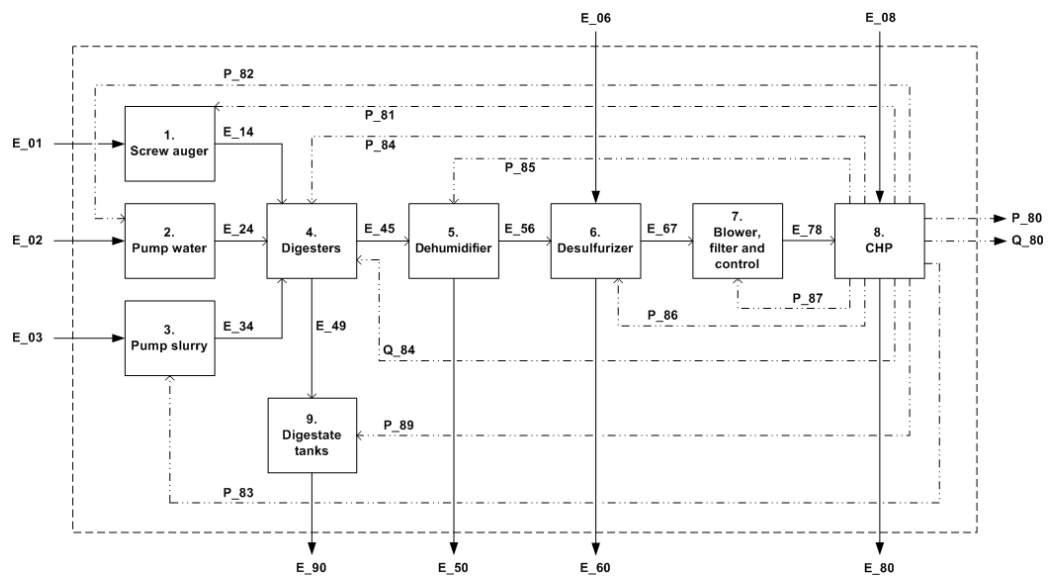 E_06
E_08
P_82
P_81
E_01
1.
Screw auger
E_14
P_84
P_85
E_02
2.
Pump water
E_24
4.
Digesters
E_45
5.
Dehumidifier
E_56
6.
Desulfurizer
E_67
7.
Blower,
filter and
control
E_78
8.
CHP
P_80
Q_80
E_03
3.
Pump slurry
E_34
E_49
P_87
P_86
Q_84
9.
Digestate
tanks
P_89
P_83
E_90
E_50
E_60
E_80